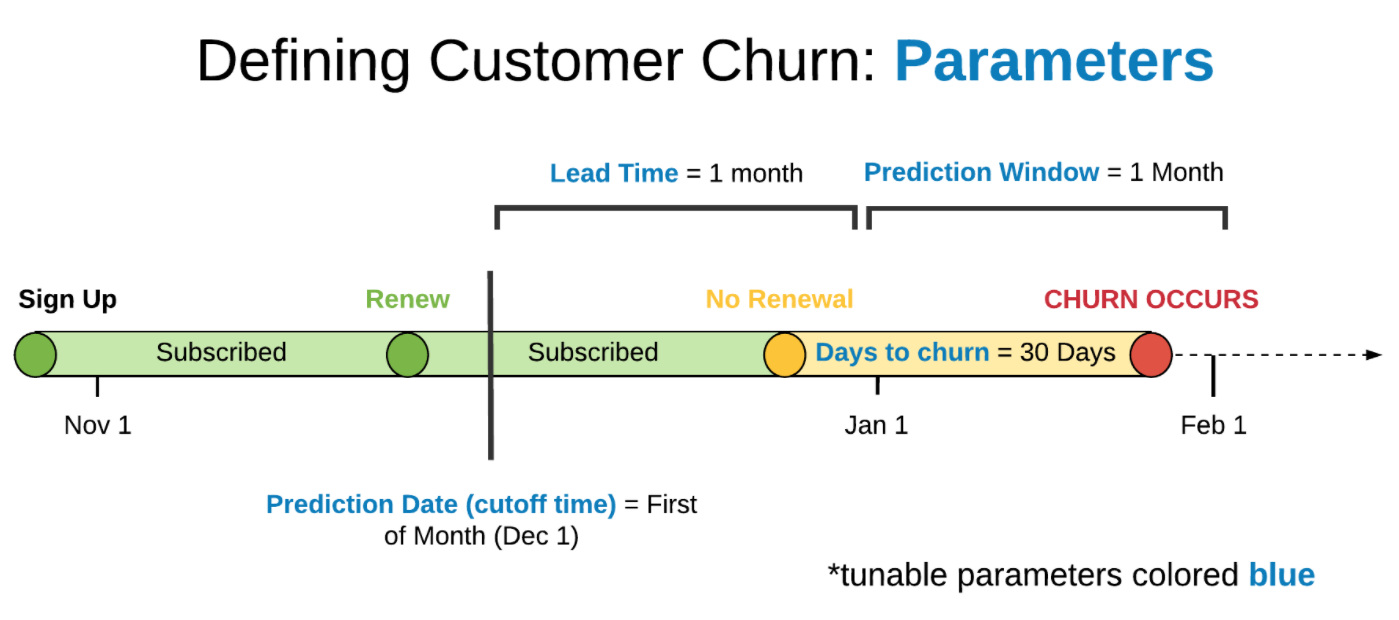 Defining Customer Churn: Parameters
Lead Time = 1 month
Prediction Window = 1 Month
Sign Up
Renew
No Renewal
CHURN OCCURS
Subscribed
Subscribed
Days to churn = 30 Days
Nov 1
Jan 1
Feb 1
Prediction Date (cutoff time) = First
of Month (Dec 1)
*tunable parameters colored blue